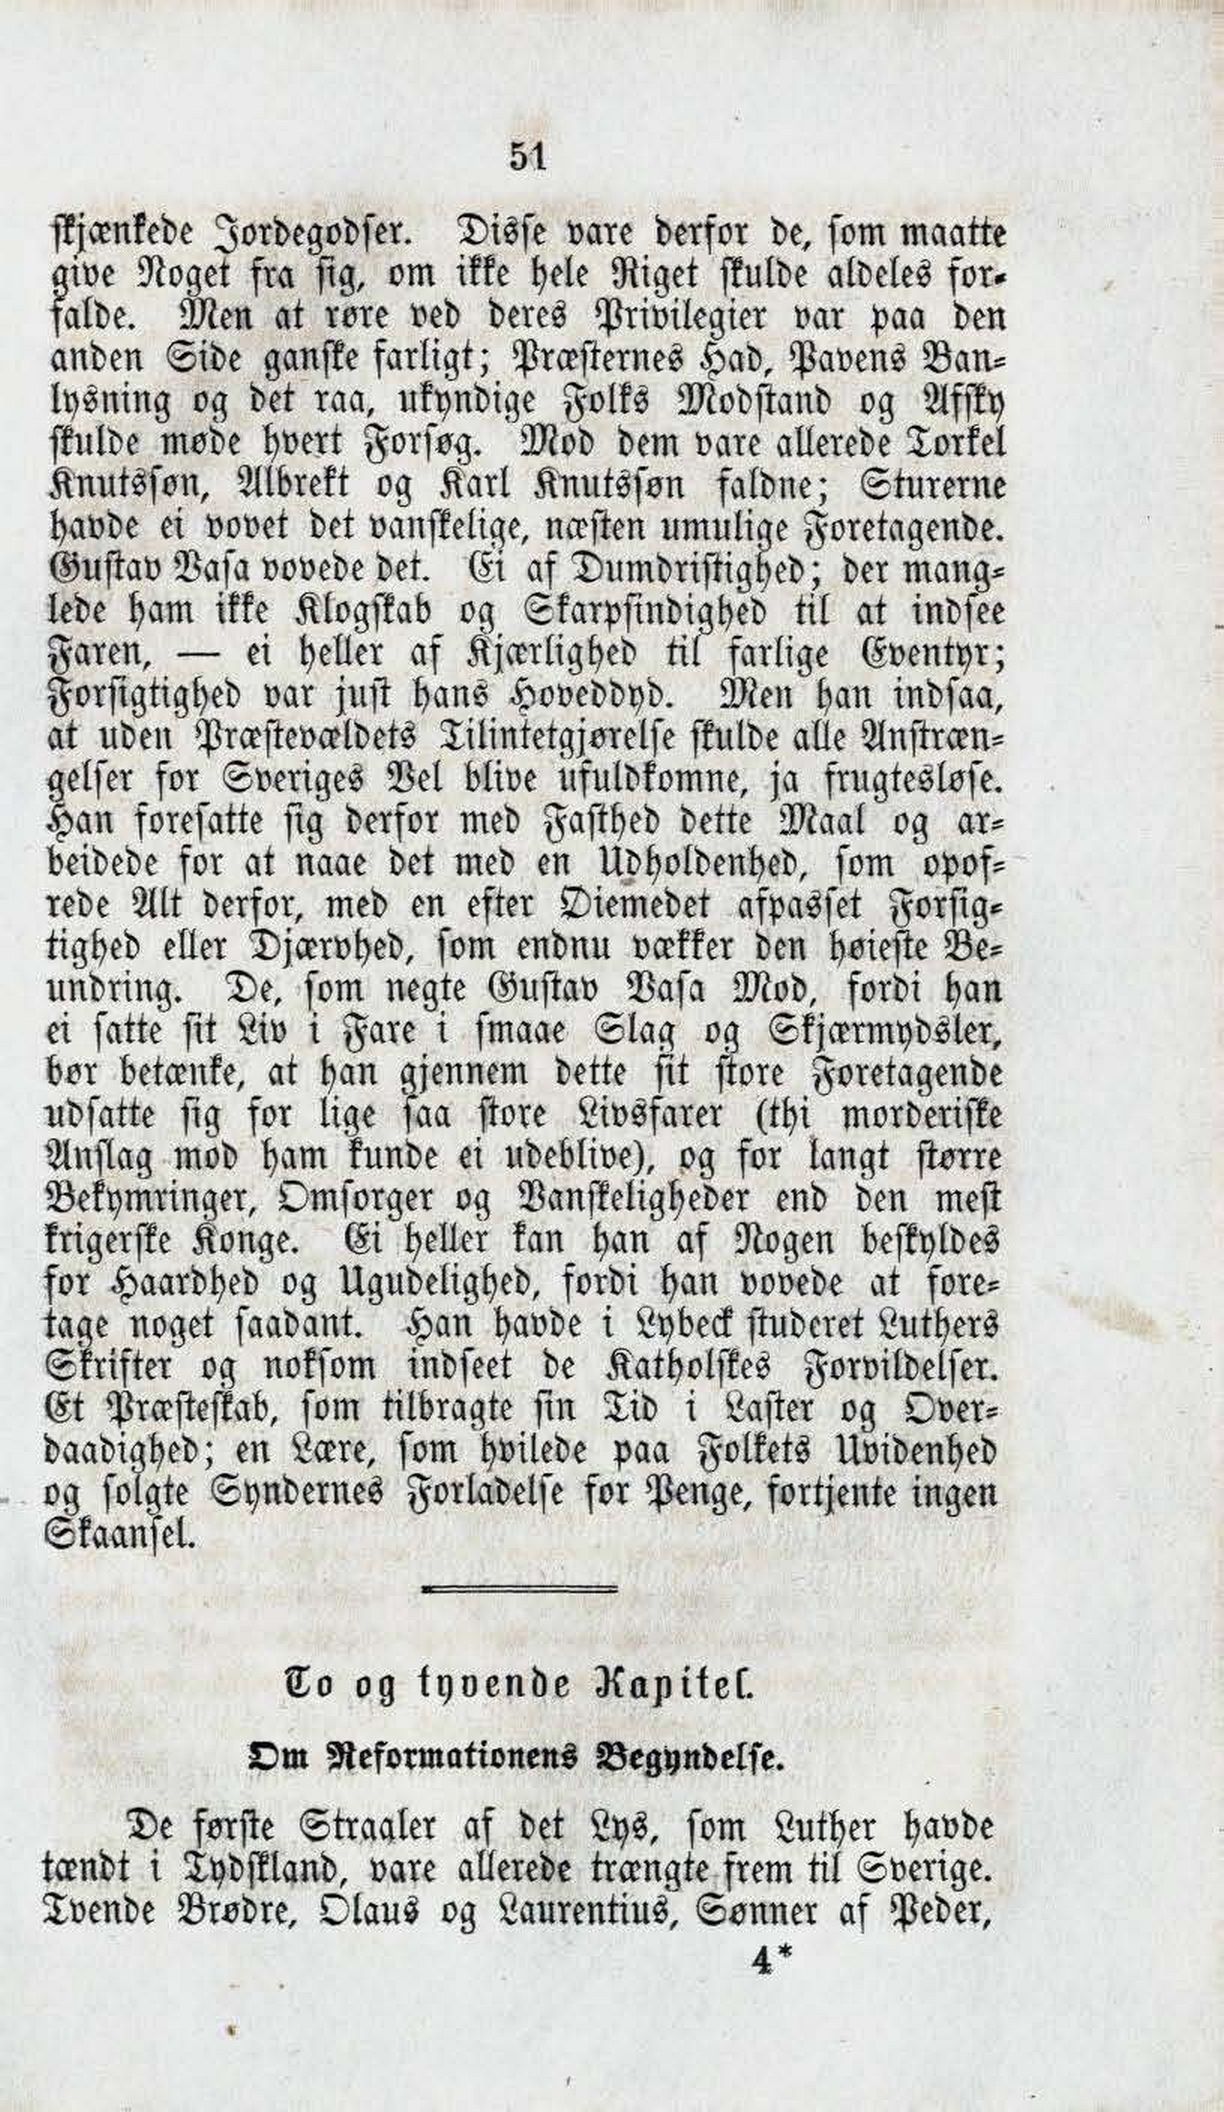 51
skjænkede Jordegodser. Disse vare derfor de, som maatte
give Noget fra sig, om ikke hele Riget skulde aldeles for-
falde. Men at røre ved deres Privilegier var paa den
anden Side ganske farligt; Præsternes Had, Pavens Ban-
lysning og det raa, ukyndige Folks Modstand og Afsky
skulde møde hvert Forsøg. Mod dem vare allerede Torkel
Knutssøn, Albrekt og Karl Knutssøn faldne; Sturerne
havde ei vovet det vanskelige, næsten umulige Foretagende.
Gustav Vasa vovede det. Ei af Dumdristighed; der mang-
lede ham ikke Klogskab og Skarpsindighed til at indsee
Faren, — ei heller af Kjærlighed til farlige Eventyr;
Forsigtighed var just hans Hoveddyd. Men han indsaa,
at uden Præstevældets Tilintetgjørelse skulde alle Anstræn-
gelser for Sveriges Vel blive ufuldkomne, ja frugtesløse.
Han foresatte sig derfor med Fasthed dette Maal og ar-
beidede for at naae det med en Udholdenhed, som opof-
rede Alt derfor, med en efter Øiemedet afpasset Forsig-
tighed eller Djærvhed, som endnu vækker den høieste Be-
undring. De, som negte Gustav Vasa Mod, fordi han
ei satte sit Liv i Fare i smaae Slag og Skjærmydsler,
bør betænke, at han gjennem dette sit store Foretagende
udsatte sig for lige saa store Livsfarer (thi morderiske
Anslag mod ham kunde ei udeblive), og for langt større
Bekymringer, Omsorger og Vanskeligheder end den mest
krigerske Konge. Ei heller kan han af Nogen beskyldes
for Haardhed og Ugudelighed, fordi han vovede at fore-
tage noget saadant. Han havde i Lybeck studeret Luthers
Skrifter og noksom indseet de Katholskes Forvildelser.
Et Præsteskab, som tilbragte sin Tid i Laster og Over-
daadighed; en Lære, som hvilede paa Folkets Uvidenhed
og solgte Syndernes Forladelse for Penge, fortjente ingen
Skaansel.
To og tyvende Kapitel.
Om Reformationens Begyndelse.
De første Straaler af det Lys, som Luther havde
tændt i Tydskland, vare allerede trængte frem til Sverige.
Tvende Brødre, Olaus og Laurentius, Sønner af Peder,
4*